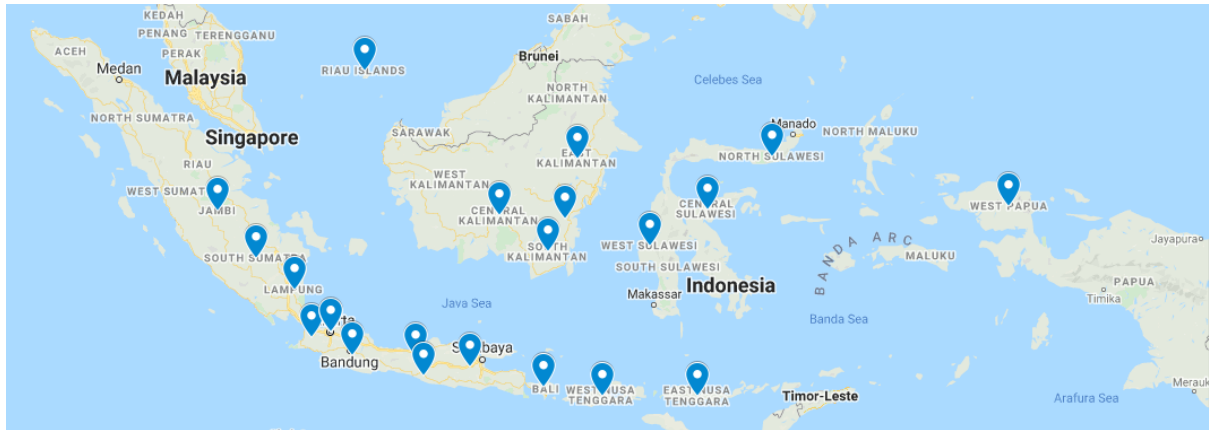 KEDAH
PENANG
TERENGGANU
PERAK
Malaysia
ACEH
Medan
NORTH SUMATRA
Singapore
RIAU
WEST SUMAT
JAMBI
SOUTH SUMATRA
LAMPUNG
Bandung
RIAU ISLANDS
SABAH
Brunei
NORTH
KALIMANTAN
SARAWAK
EAST
KALIMANTAN
WEST
KALIMANTAN
CENTRAL
KALIMANTAN
SOUTH
KALIMANTAN
Java Sea
BALI
WEST NUSA
TENGGARA
EAST NUSA
TENGGARA
Timor-Leste
Celebes Sea
Manado
NORTH SULAWESI
NORTH MALUKU
CENTRAL
SULAWESI
WEST SULAWESI
SOUTH SULAWESI
Makassar
Indonesia
BANDA ARC
MALUKU
Banda Sea
WEST PAPUA
Jayapura
PAPUA
Timika
Merauk
Arafura Sea